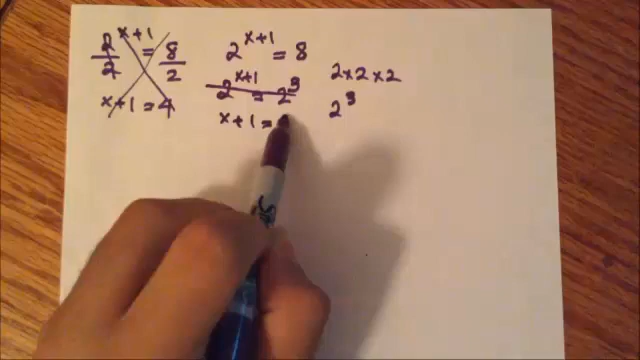 2^{x+1} = 8
2 2
x+1 = 4
2^{x+1} = 8
2^{x+1} = 2^3
x+1 =
2×2×2
2^3